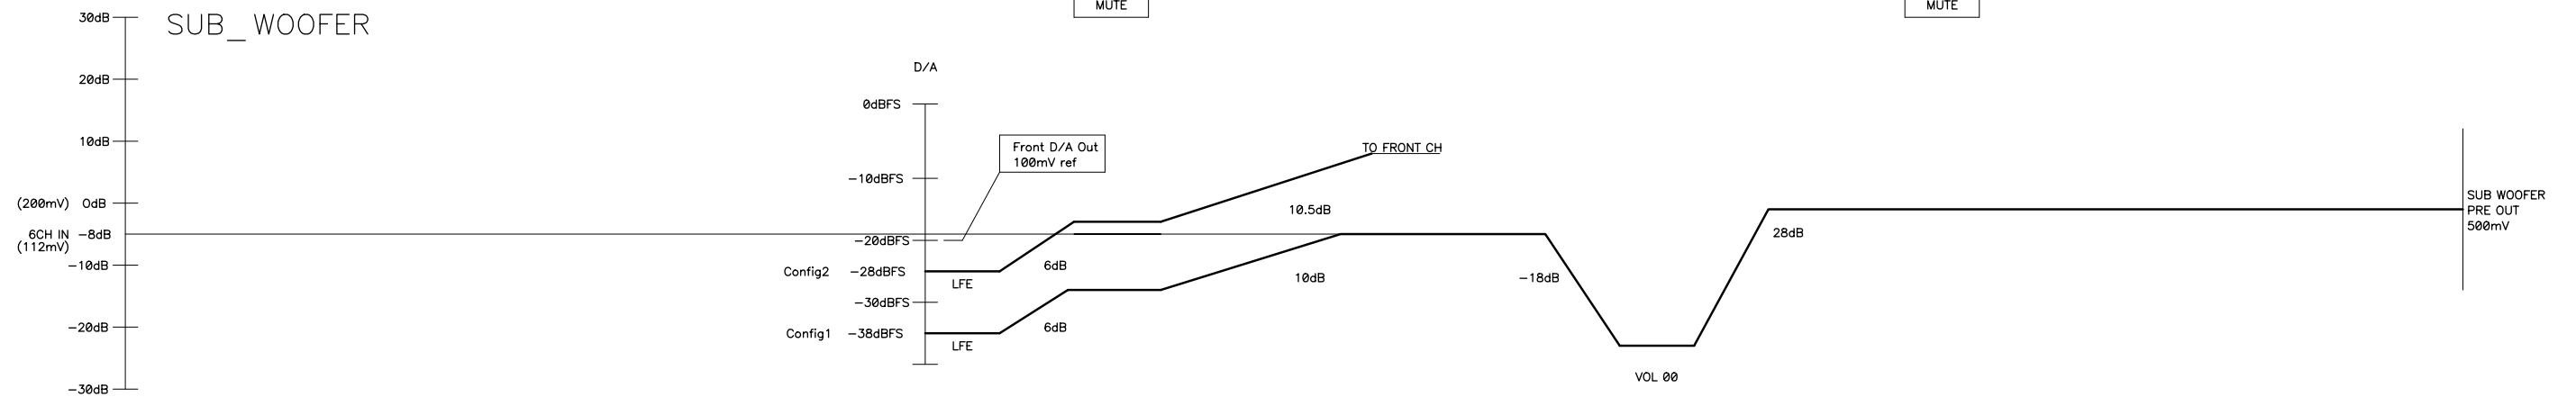 MUTE
MUTE
30dB
SUB_WOOFER
D/A
20dB
0dBFS
10dB
Front D/A Out
100mV ref
TO FRONT CH
-10dBFS
(200mV) 0dB
10.5dB
SUB WOOFER
PRE OUT
500mV
6CH IN -8dB
(112mV)
-20dBFS
28dB
-10dB
Config2 -28dBFS
6dB
LFE
10dB
-18dB
-30dBFS
-20dB
Config1 -38dBFS
6dB
LFE
VOL 00
-30dB